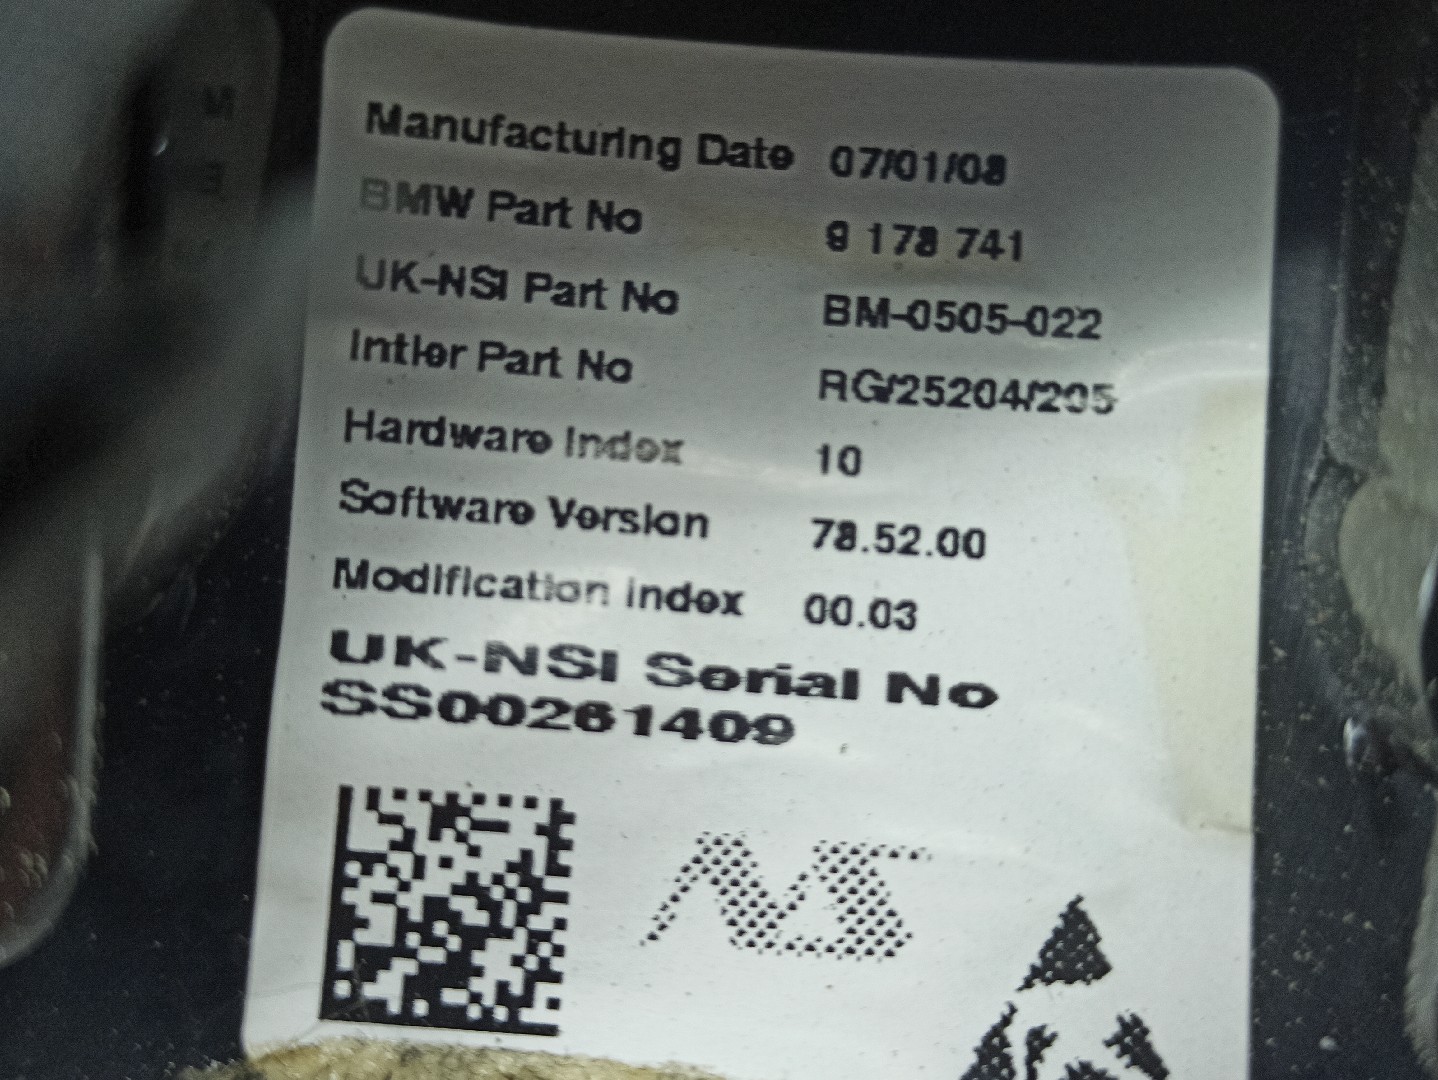 Manufacturing Date 07/01/08
BMW Part No 9 178 741
UK-NSI Part No BM-0505-022
Intier Part No RG/25204/205
Hardware Index 10
Software Version 78.52.00
Modification index 00.03
UK-NSI Serial No
SS00261409
NS